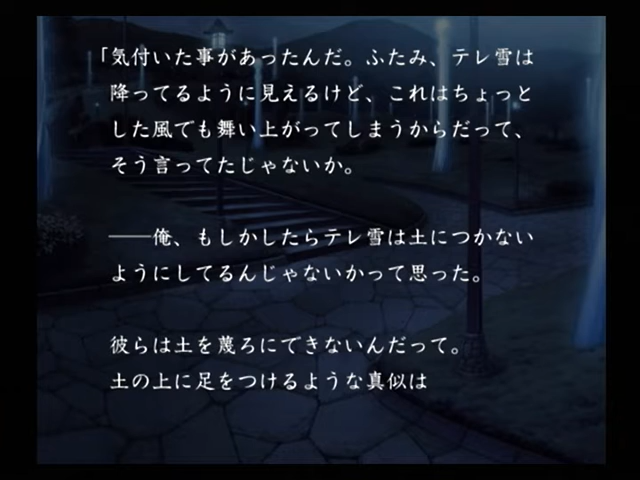 「気付いた事があったんだ。ふたみ、テレ雪は
降ってるように見えるけど、これはちょっと
した風でも舞い上がってしまうからだって、
そう言ってたじゃないか。
――俺、もしかしたらテレ雪は土につかない
ようにしてるんじゃないかって思った。
彼らは土を蔑ろにできないんだって。
土の上に足をつけるような真似は